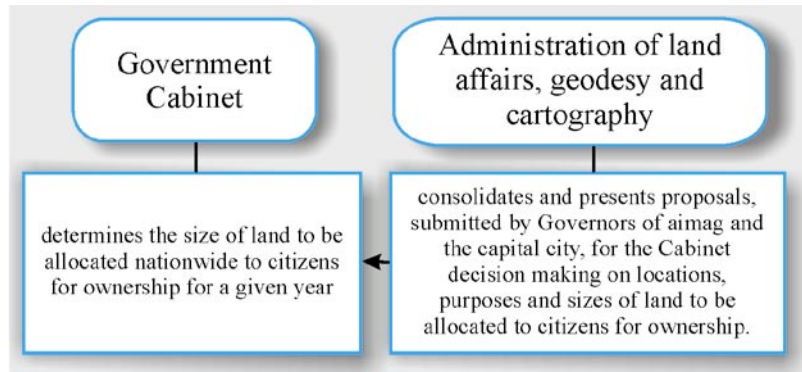 Government
Cabinet
Administration of land
affairs, geodesy and
cartography
determines the size of land to be
allocated nationwide to citizens
for ownership for a given year
consolidates and presents proposals,
submitted by Governors of aimag and
the capital city, for the Cabinet
decision making on locations,
purposes and sizes of land to be
allocated to citizens for ownership.